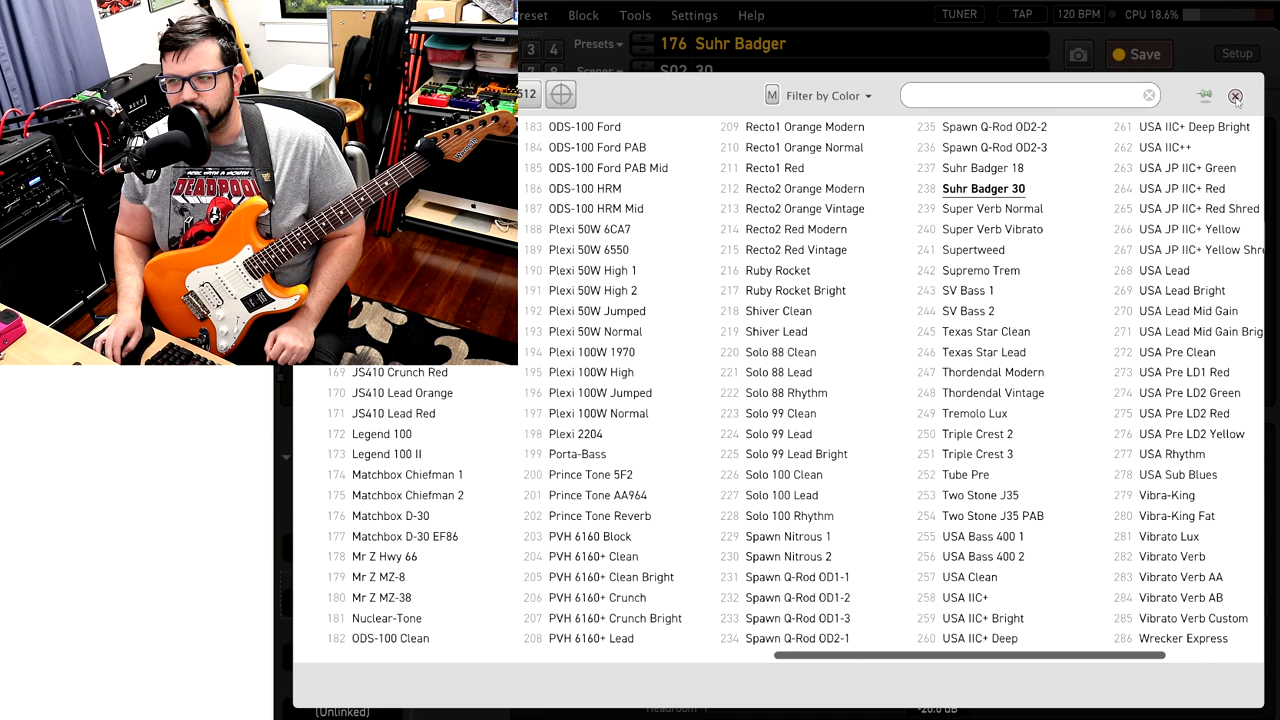 reset Block Tools Settings Help
TUNER TAP 120 BPM
3 4
Presets
176 Suhr Badger
Setup
Scenes
S02 30
512
M
Filter by Color
DEADPOOL
Warmoth
183 ODS-100 Ford
184 ODS-100 Ford PAB
185 ODS-100 Ford PAB Mid
186 ODS-100 HRM
187 ODS-100 HRM Mid
188 Plexi 50W 6CA7
189 Plexi 50W 6550
190 Plexi 50W High 1
191 Plexi 50W High 2
192 Plexi 50W Jumped
193 Plexi 50W Normal
194 Plexi 100W 1970
195 Plexi 100W High
196 Plexi 100W Jumped
197 Plexi 100W Normal
198 Plexi 2204
199 Porta-Bass
200 Prince Tone 5F2
201 Prince Tone AA964
202 Prince Tone Reverb
203 PVH 6160 Block
204 PVH 6160+ Clean
205 PVH 6160+ Clean Bright
206 PVH 6160+ Crunch
207 PVH 6160+ Crunch Bright
208 PVH 6160+ Lead
169 JS410 Crunch Red
170 JS410 Lead Orange
171 JS410 Lead Red
172 Legend 100
173 Legend 100 II
174 Matchbox Chiefman 1
175 Matchbox Chiefman 2
176 Matchbox D-30
177 Matchbox D-30 EF86
178 Mr Z Hwy 66
179 Mr Z MZ-8
180 Mr Z MZ-38
181 Nuclear-Tone
182 ODS-100 Clean
209 Recto1 Orange Modern
210 Recto1 Orange Normal
211 Recto1 Red
212 Recto2 Orange Modern
213 Recto2 Orange Vintage
214 Recto2 Red Modern
215 Recto2 Red Vintage
216 Ruby Rocket
217 Ruby Rocket Bright
218 Shiver Clean
219 Shiver Lead
220 Solo 88 Clean
221 Solo 88 Lead
222 Solo 88 Rhythm
223 Solo 99 Clean
224 Solo 99 Lead
225 Solo 99 Lead Bright
226 Solo 100 Clean
227 Solo 100 Lead
228 Solo 100 Rhythm
229 Spawn Nitrous 1
230 Spawn Nitrous 2
231 Spawn Q-Rod OD1-1
232 Spawn Q-Rod OD1-2
233 Spawn Q-Rod OD1-3
234 Spawn Q-Rod OD2-1
235 Spawn Q-Rod OD2-2
236 Spawn Q-Rod OD2-3
237 Suhr Badger 18
238 Suhr Badger 30
239 Super Verb Normal
240 Super Verb Vibrato
241 Supertweed
242 Supremo Trem
243 SV Bass 1
244 SV Bass 2
245 Texas Star Clean
246 Texas Star Lead
247 Thordendal Modern
248 Thordendal Vintage
249 Tremolo Lux
250 Triple Crest 2
251 Triple Crest 3
252 Tube Pre
253 Two Stone J35
254 Two Stone J35 PAB
255 USA Bass 400 1
256 USA Bass 400 2
257 USA Clean
258 USA IIC+
259 USA IIC+ Bright
260 USA IIC+ Deep
261 USA IIC+ Deep Bright
262 USA IIC++
263 USA JP IIC+ Green
264 USA JP IIC+ Red
265 USA JP IIC+ Red Shred
266 USA JP IIC+ Yellow
267 USA JP IIC+ Yellow Shre
268 USA Lead
269 USA Lead Bright
270 USA Lead Mid Gain
271 USA Lead Mid Gain Brig
272 USA Pre Clean
273 USA Pre LD1 Red
274 USA Pre LD2 Green
275 USA Pre LD2 Red
276 USA Pre LD2 Yellow
277 USA Rhythm
278 USA Sub Blues
279 Vibra-King
280 Vibra-King Fat
281 Vibrato Lux
282 Vibrato Verb
283 Vibrato Verb AA
284 Vibrato Verb AB
285 Vibrato Verb Custom
286 Wrecker Express
(Unlinked)
-20.0 dB